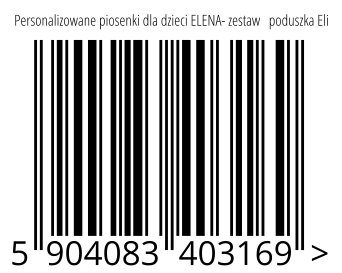 Personalizowane piosenki dla dzieci ELENA- zestaw poduszka Eli
5 904083 403169 >